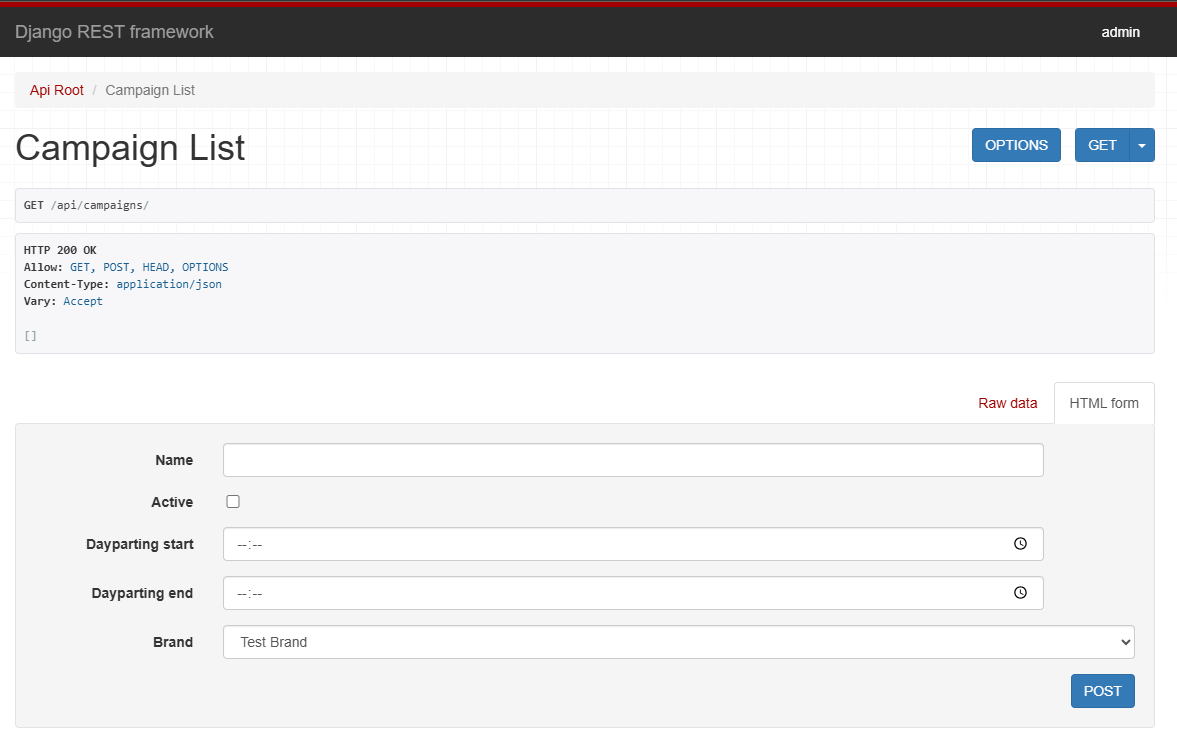 Django REST framework admin
Api Root / Campaign List
Campaign List OPTIONS GET
GET /api/campaigns/
HTTP 200 OK
Allow: GET, POST, HEAD, OPTIONS
Content-Type: application/json
Vary: Accept
[]
Raw data HTML form
Name
Active
Dayparting start --:--
Dayparting end --:--
Brand Test Brand
POST